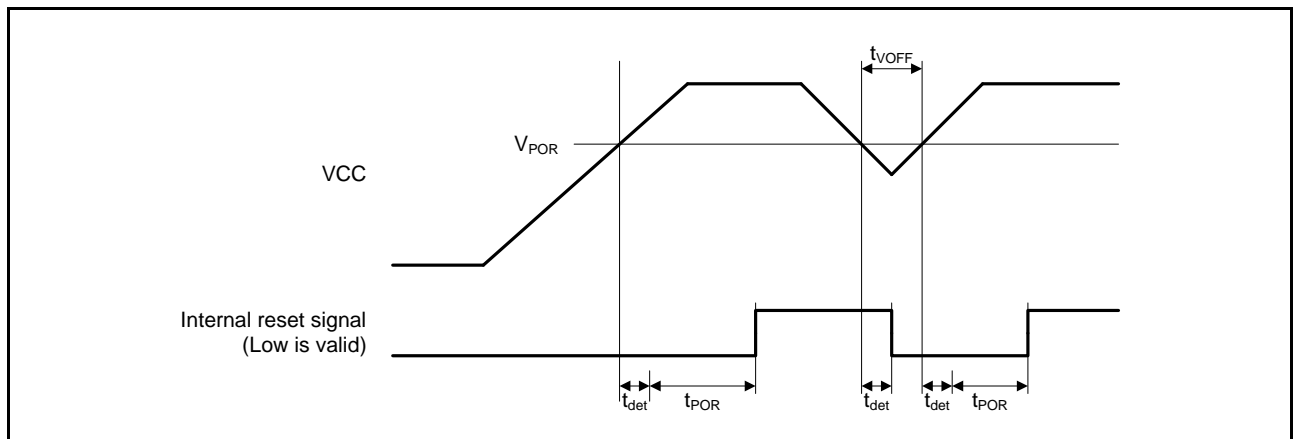 tVOFF
VPOR
VCC
Internal reset signal
(Low is valid)
tdet
tPOR
tdet
tdet
tPOR